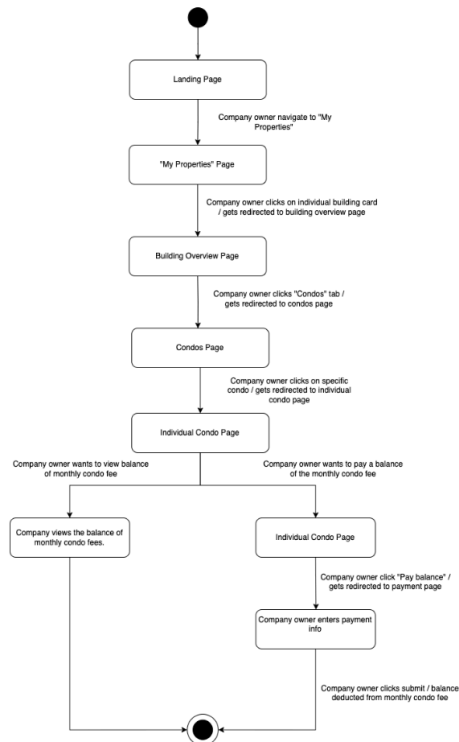 Landing Page
Company owner navigate to "My
Properties"
"My Properties" Page
Company owner clicks on individual building card
/ gets redirected to building overview page
Building Overview Page
Company owner clicks "Condos" tab /
gets redirected to condos page
Condos Page
Company owner clicks on specific
condo / gets redirected to individual
condo page
Individual Condo Page
Company owner wants to view balance
of monthly condo fee
Company owner wants to pay a balance
of the monthly condo fee
Company views the balance of
monthly condo fees.
Individual Condo Page
Company owner click "Pay balance" /
gets redirected to payment page
Company owner enters payment
info
Company owner clicks submit / balance
deducted from monthly condo fee